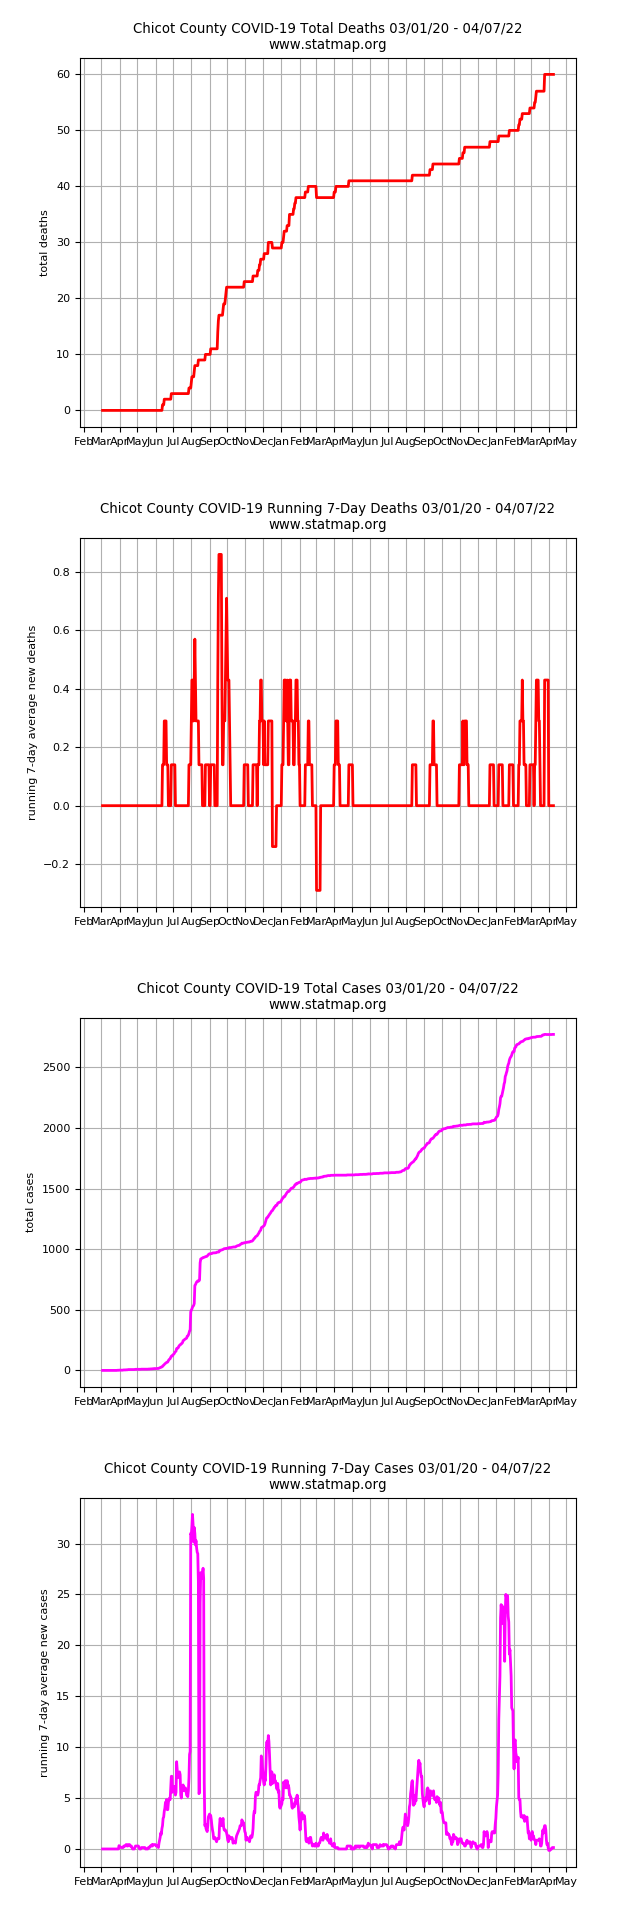 Chicot County COVID-19 Total Deaths 03/01/20 - 04/07/22
www.statmap.org
60
50
40
30
20
10
0
total deaths
Feb Mar Apr May Jun Jul Aug Sep Oct Nov Dec Jan Feb Mar Apr May Jun Jul Aug Sep Oct Nov Dec Jan Feb Mar Apr May
Chicot County COVID-19 Running 7-Day Deaths 03/01/20 - 04/07/22
www.statmap.org
0.8
0.6
0.4
0.2
0.0
−0.2
running 7-day average new deaths
Feb Mar Apr May Jun Jul Aug Sep Oct Nov Dec Jan Feb Mar Apr May Jun Jul Aug Sep Oct Nov Dec Jan Feb Mar Apr May
Chicot County COVID-19 Total Cases 03/01/20 - 04/07/22
www.statmap.org
2500
2000
1500
1000
500
0
total cases
Feb Mar Apr May Jun Jul Aug Sep Oct Nov Dec Jan Feb Mar Apr May Jun Jul Aug Sep Oct Nov Dec Jan Feb Mar Apr May
Chicot County COVID-19 Running 7-Day Cases 03/01/20 - 04/07/22
www.statmap.org
30
25
20
15
10
5
0
running 7-day average new cases
Feb Mar Apr May Jun Jul Aug Sep Oct Nov Dec Jan Feb Mar Apr May Jun Jul Aug Sep Oct Nov Dec Jan Feb Mar Apr May